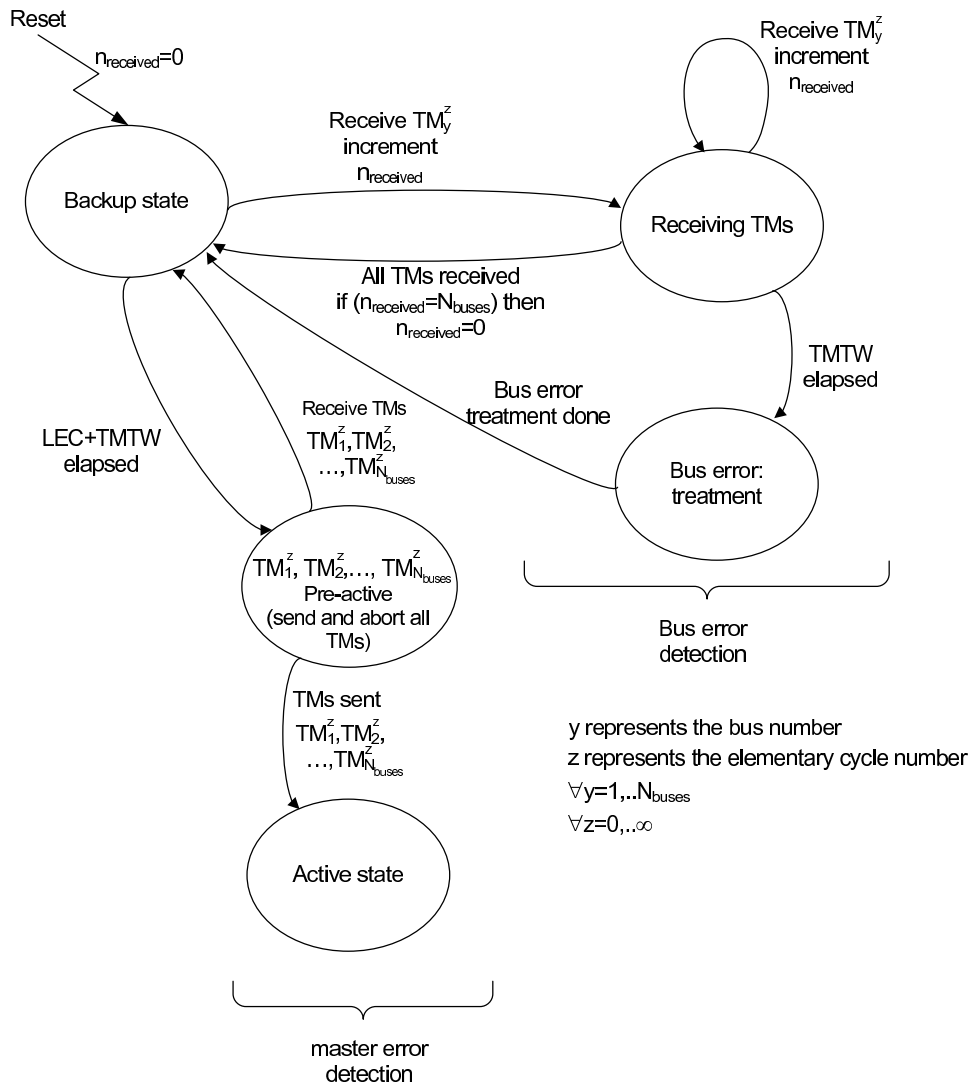 Reset
n_received=0
Receive TM_y^z
increment
n_received
Receive TM_y^z
increment
n_received
Backup state
Receiving TMs
All TMs received
if (n_received=N_buses) then
n_received=0
TMTW
elapsed
Bus error
treatment done
Receive TMs
TM_1^z,TM_2^z,
...,TM_N_buses^z
LEC+TMTW
elapsed
Bus error:
treatment
TM_1^z, TM_2^z,..., TM_N_buses^z
Pre-active
(send and abort all
TMs)
Bus error
detection
TMs sent
TM_1^z,TM_2^z,
...,TM_N_buses^z
y represents the bus number
z represents the elementary cycle number
∀y=1,..N_buses
∀z=0,..∞
Active state
master error
detection